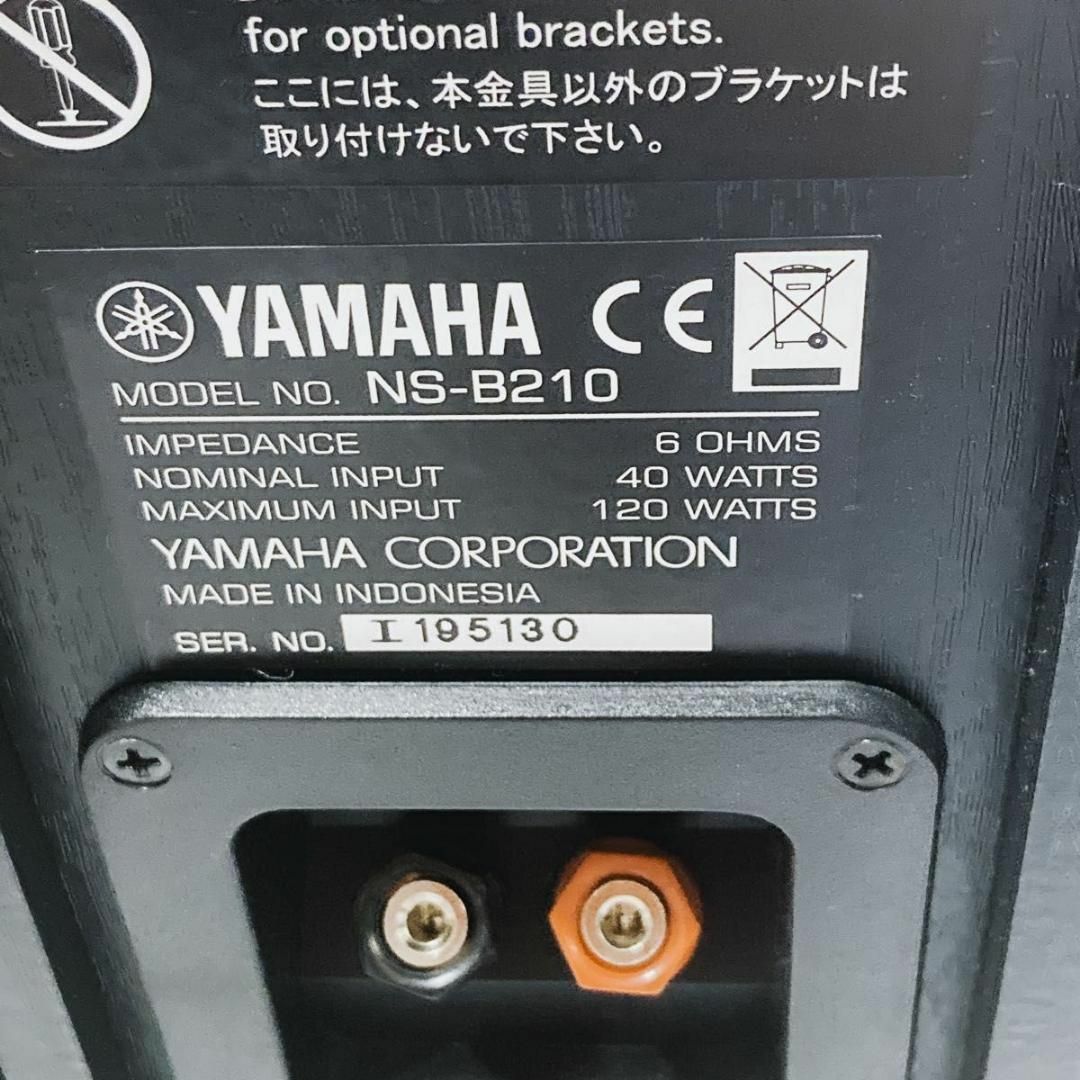 for optional brackets.
ここには、本金具以外のブラケットは
取り付けないで下さい。
YAMAHA CE
MODEL NO. NS-B210
IMPEDANCE 6 OHMS
NOMINAL INPUT 40 WATTS
MAXIMUM INPUT 120 WATTS
YAMAHA CORPORATION
MADE IN INDONESIA
SER. NO. I195130